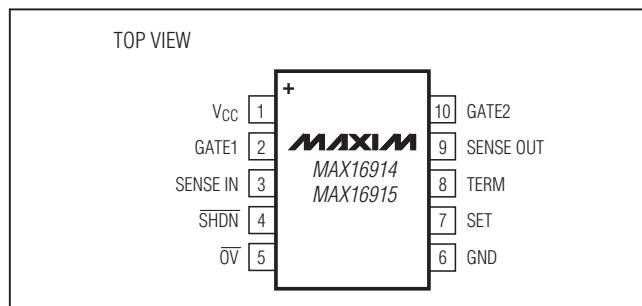 TOP VIEW
+
VCC 1
GATE1 2
SENSE IN 3
SHDN 4
OV 5
MAXIM
MAX16914
MAX16915
10 GATE2
9 SENSE OUT
8 TERM
7 SET
6 GND